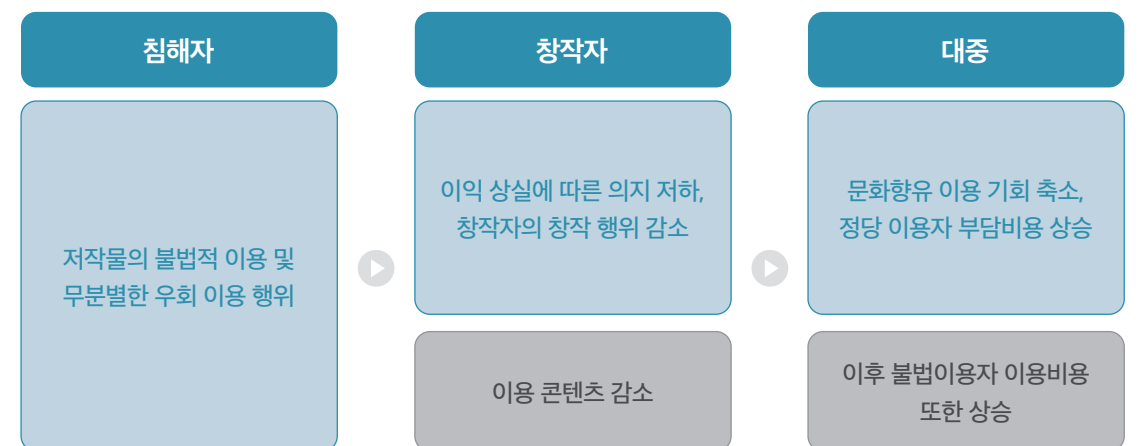 침해자
저작물의 불법적 이용 및
무분별한 우회 이용 행위
창작자
이익 상실에 따른 의지 저하,
창작자의 창작 행위 감소
이용 콘텐츠 감소
대중
문화향유 이용 기회 축소,
정당 이용자 부담비용 상승
이후 불법이용자 이용비용
또한 상승